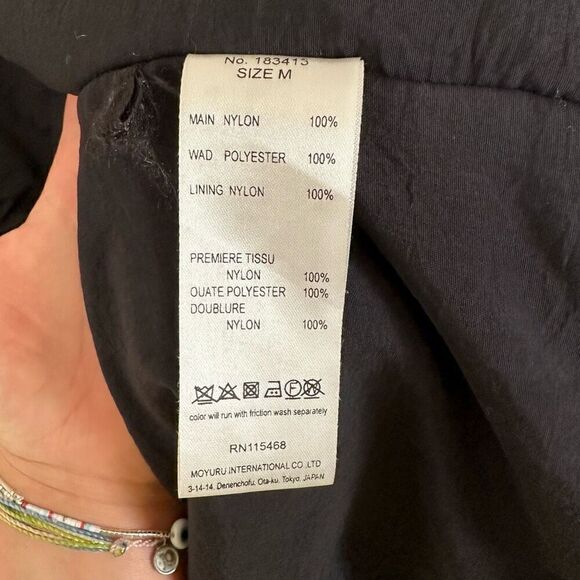 No. 183413
SIZE M
MAIN NYLON 100%
WAD POLYESTER 100%
LINING NYLON 100%
PREMIERE TISSU
NYLON 100%
OUATE POLYESTER 100%
DOUBLURE
NYLON 100%
color will run with friction wash separately
RN115468
MOYURU INTERNATIONAL CO.,LTD
3-14-14, Denenchofu, Ota-ku, Tokyo, JAPAN